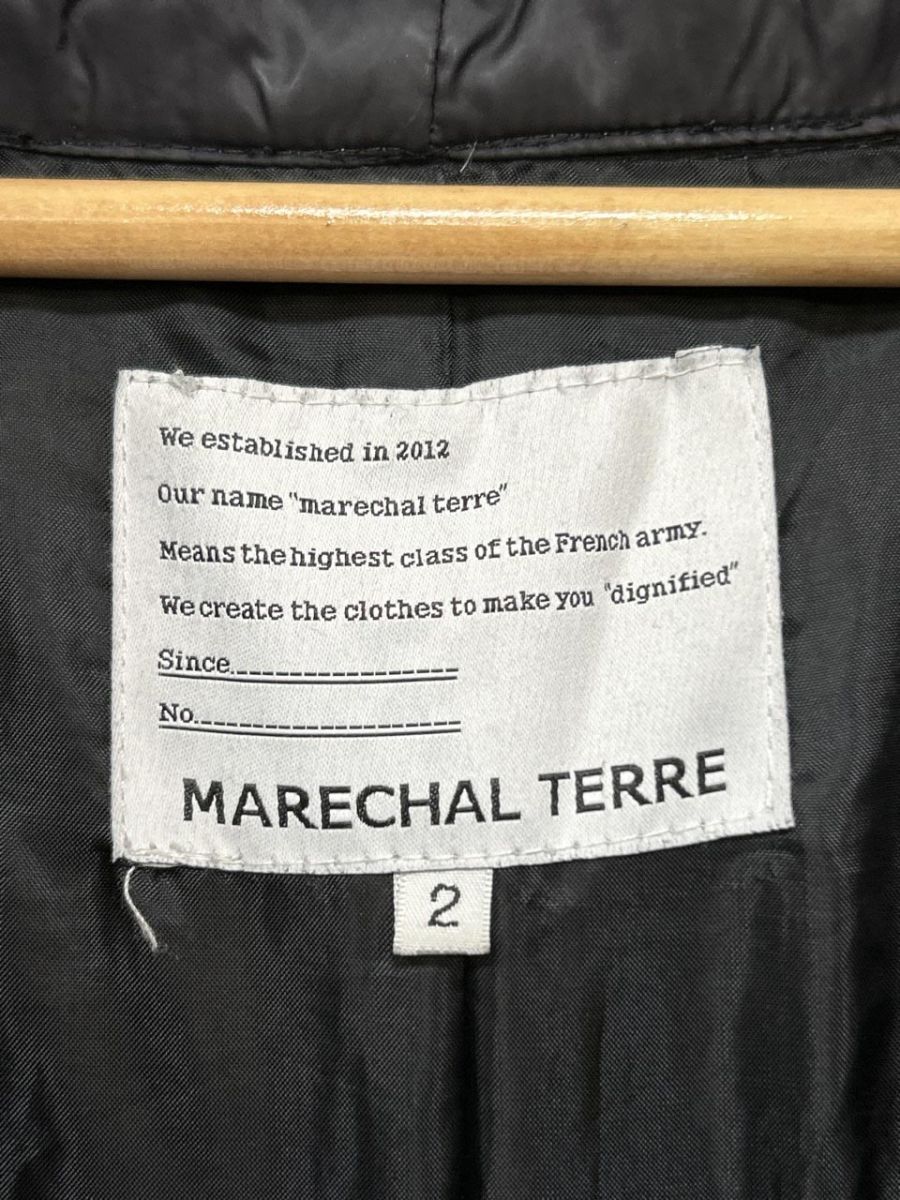 We established in 2012
Our name "marechal terre"
Means the highest class of the French army.
We create the clothes to make you "dignified"
Since
No.
MARECHAL TERRE
2